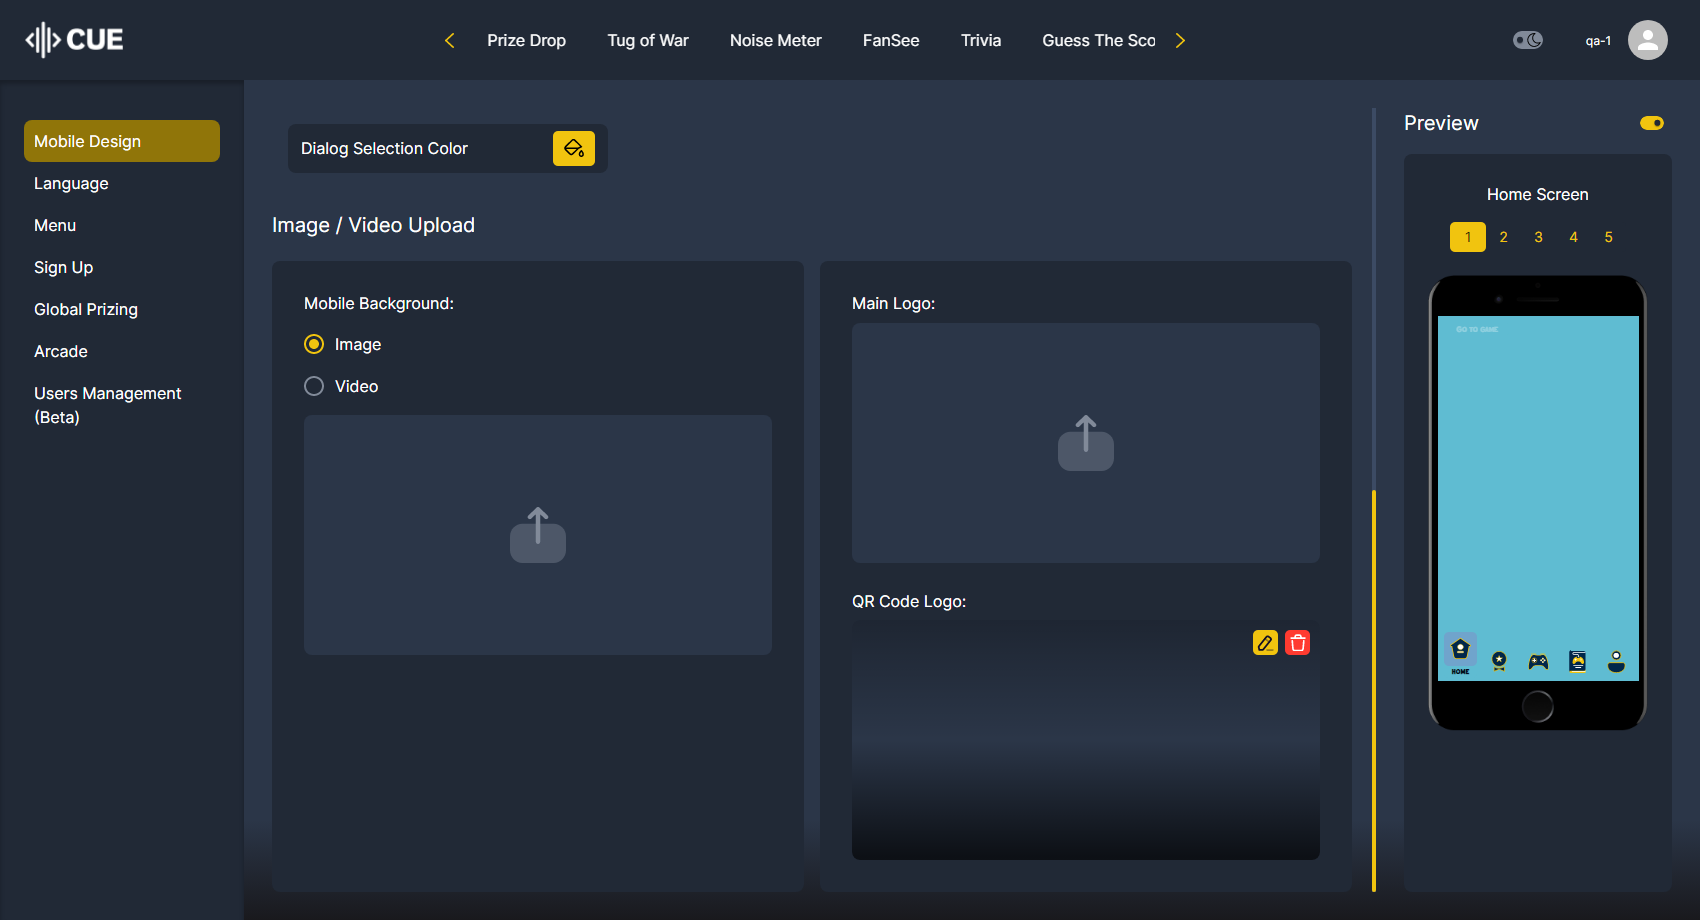 CUE
Prize Drop
Tug of War
Noise Meter
FanSee
Trivia
Guess The Sco
qa-1
Mobile Design
Language
Menu
Sign Up
Global Prizing
Arcade
Users Management
(Beta)
Dialog Selection Color
Image / Video Upload
Mobile Background:
Image
Video
Main Logo:
QR Code Logo:
Preview
Home Screen
1 2 3 4 5
GO TO GAME
HOME